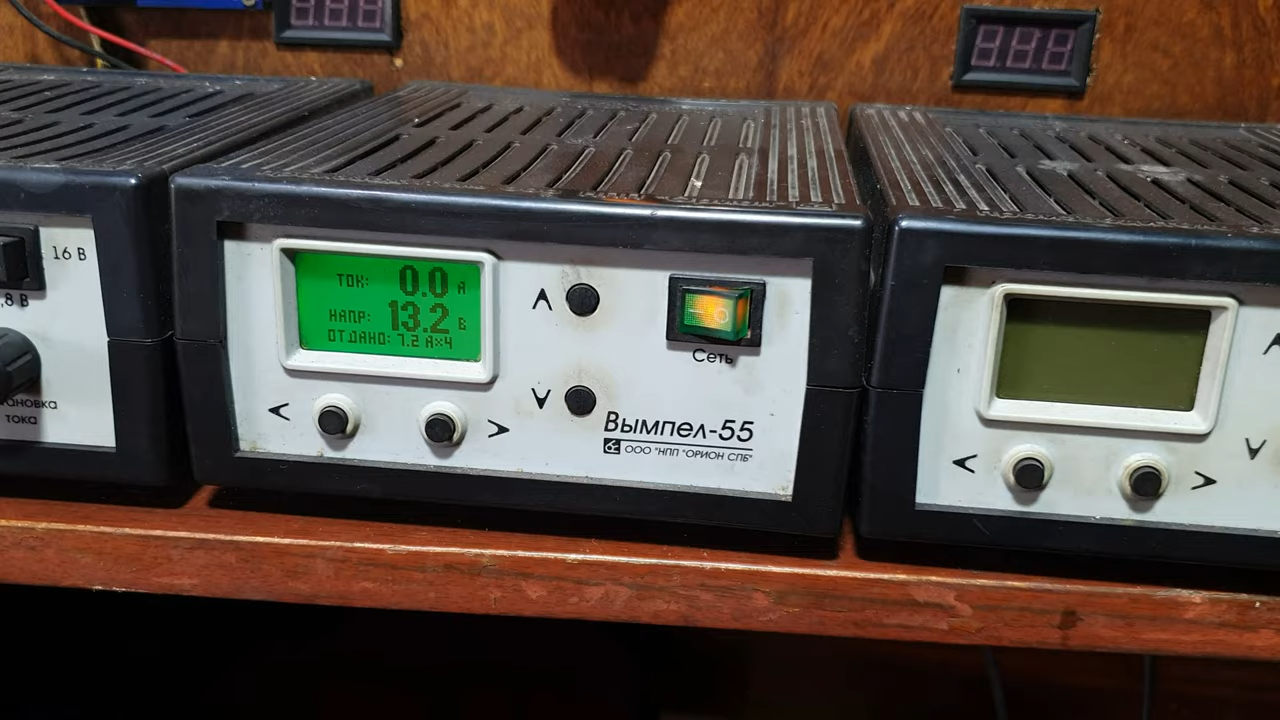 16 В
,8 В
тановка
тока
ТОК: 0.0 А
НАПР: 13.2 В
ОТДАНО: 7.2 А×Ч
Сеть
Вымпел-55
ООО "НПП "ОРИОН СПБ"